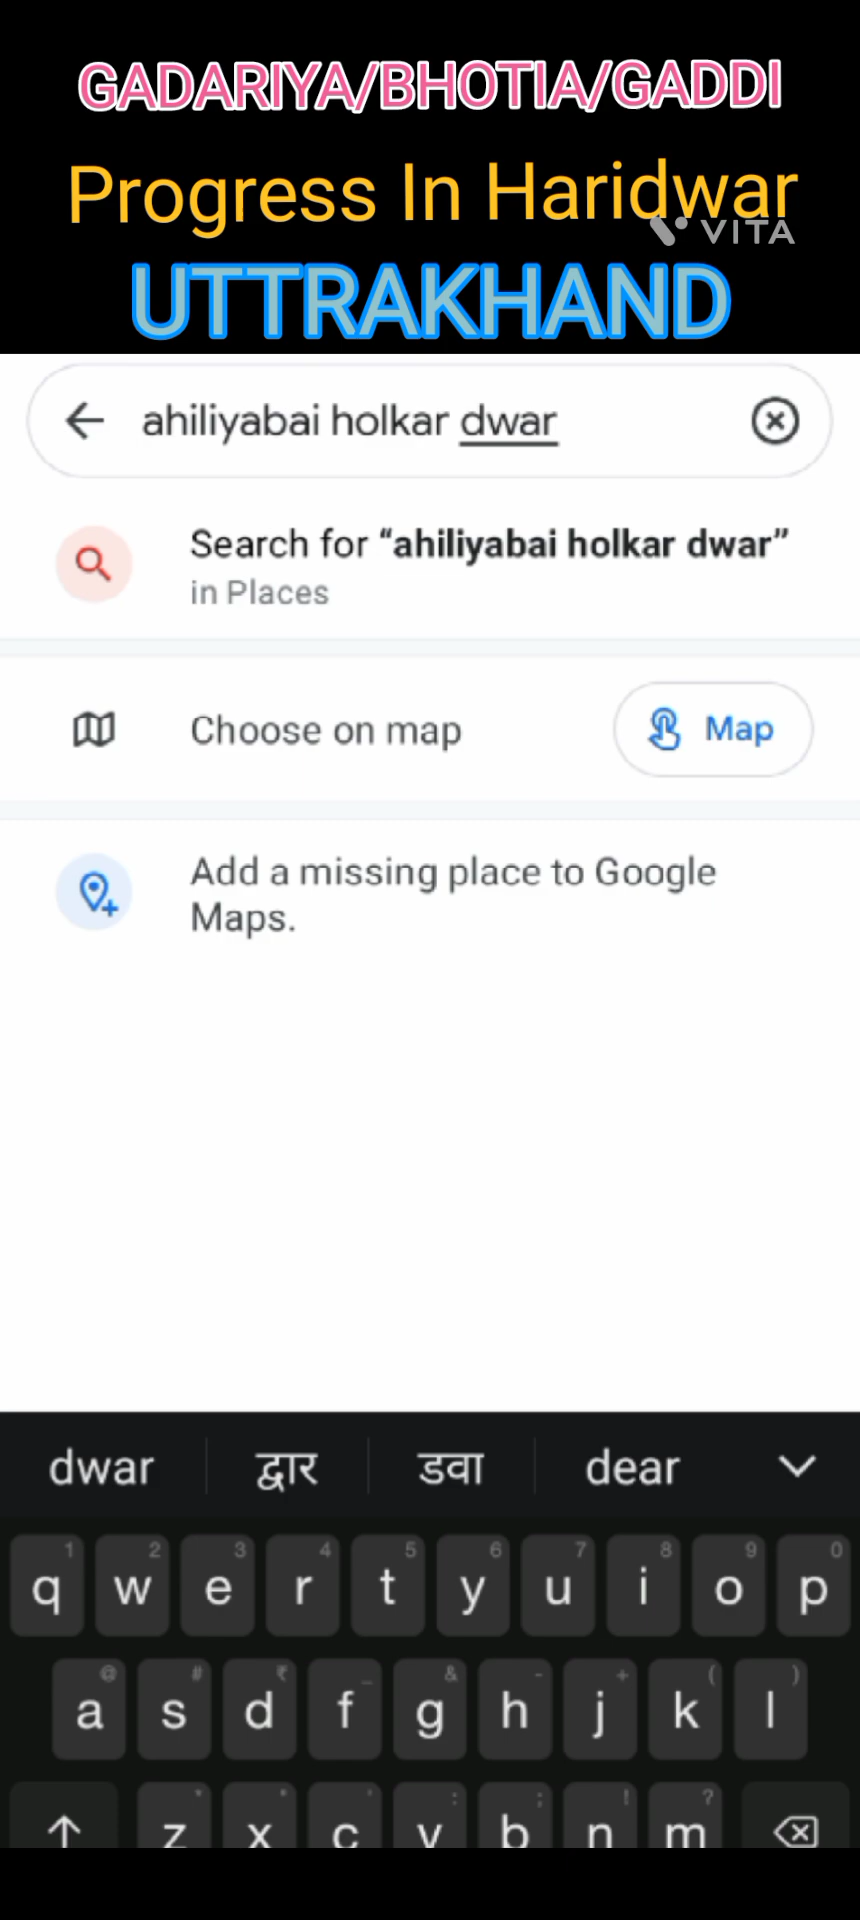 GADARIYA/BHOTIA/GADDI
Progress In Haridwar
VITA
UTTRAKHAND
ahiliyabai holkar dwar
Search for “ahiliyabai holkar dwar”
in Places
Choose on map
Map
Add a missing place to Google
Maps.
dwar द्वार डवा dear
1 2 3 4 5 6 7 8 9 0
q w e r t y u i o p
@ # ₹ _ & - + ( )
a s d f g h j k l
* " ' : ; ! ?
z x c v b n m